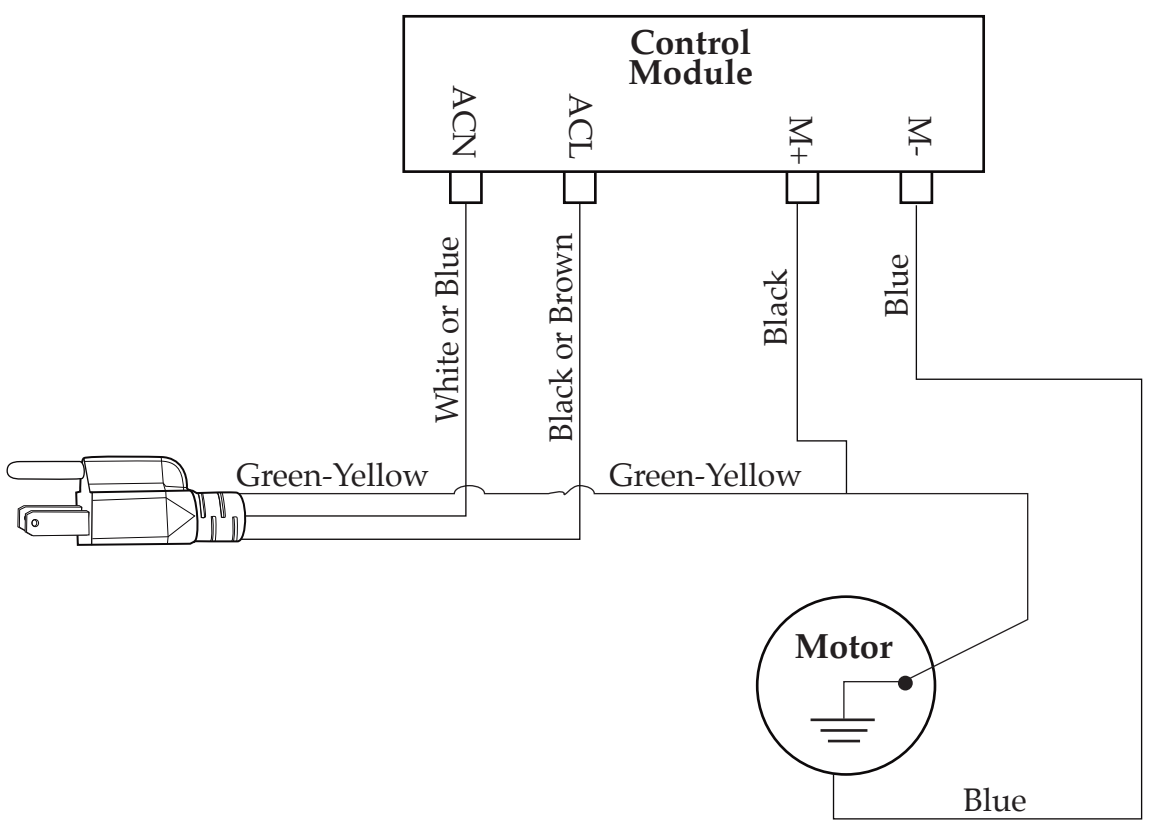 Control
Module
ACN
ACL
M+
M-
White or Blue
Black or Brown
Black
Blue
Green-Yellow
Green-Yellow
Motor
Blue